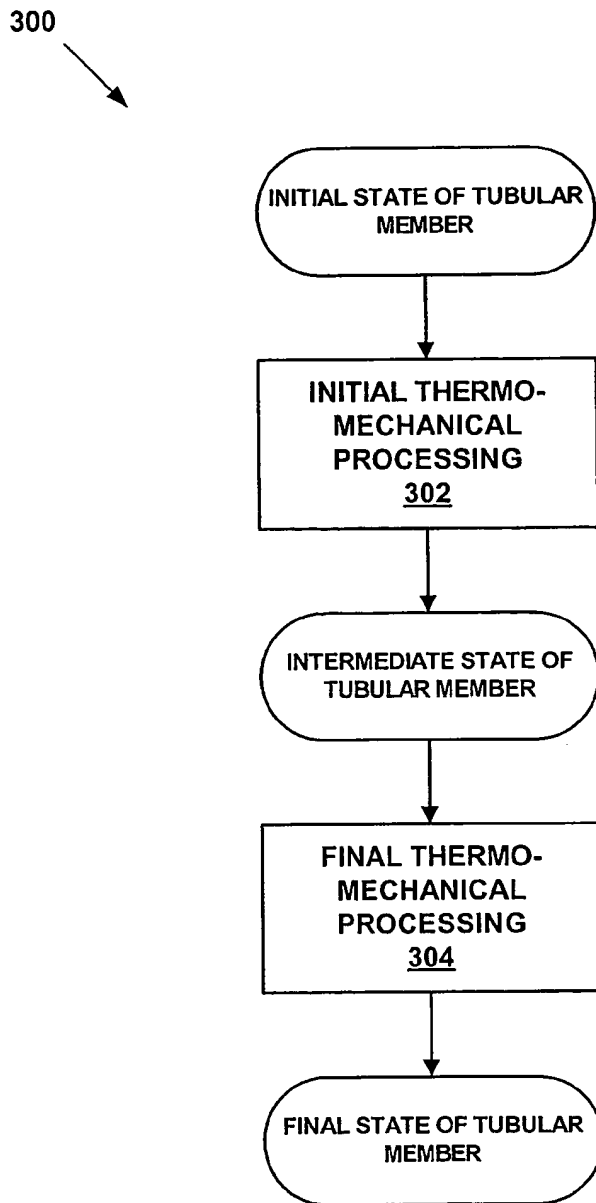 300
INITIAL STATE OF TUBULAR
MEMBER
INITIAL THERMO-
MECHANICAL
PROCESSING
302
INTERMEDIATE STATE OF
TUBULAR MEMBER
FINAL THERMO-
MECHANICAL
PROCESSING
304
FINAL STATE OF TUBULAR
MEMBER